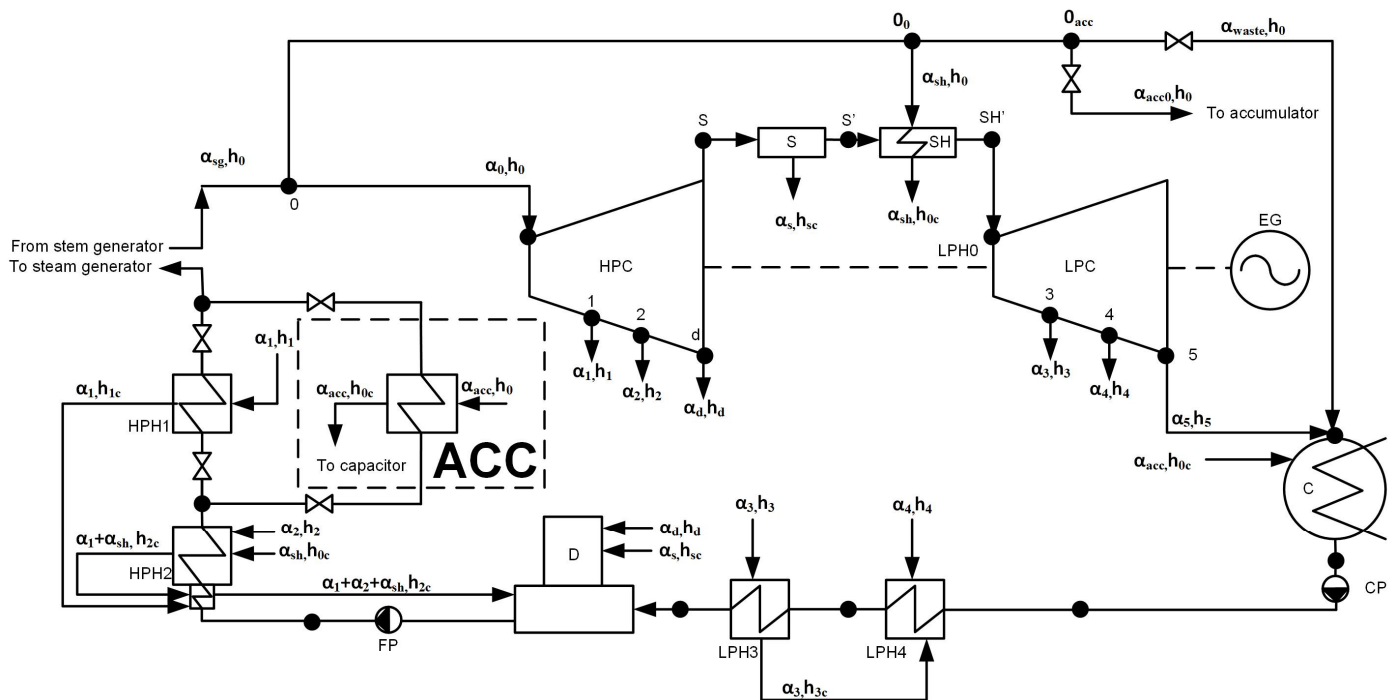 0₀
0acc
αwaste,h₀
αsh,h₀
αacc0,h₀
To accumulator
S
S'
SH'
S
SH
αsg,h₀
α₀,h₀
0
αs,hsc
αsh,h0c
EG
From stem generator
To steam generator
HPC
LPH0
LPC
1
2
d
3
4
5
α₁,h₁
α₁,h₁
α₂,h₂
αd,hd
α₃,h₃
α₄,h₄
α₁,h1c
αacc,h0c
αacc,h₀
HPH1
α₅,h₅
To capacitor
ACC
αacc,h0c
C
α₂,h₂
α₁+αsh, h2c
αsh,h0c
HPH2
αd,hd
αs,hsc
D
α₃,h₃
α₄,h₄
α₁+α₂+αsh,h2c
CP
FP
LPH3
LPH4
α₃,h3c